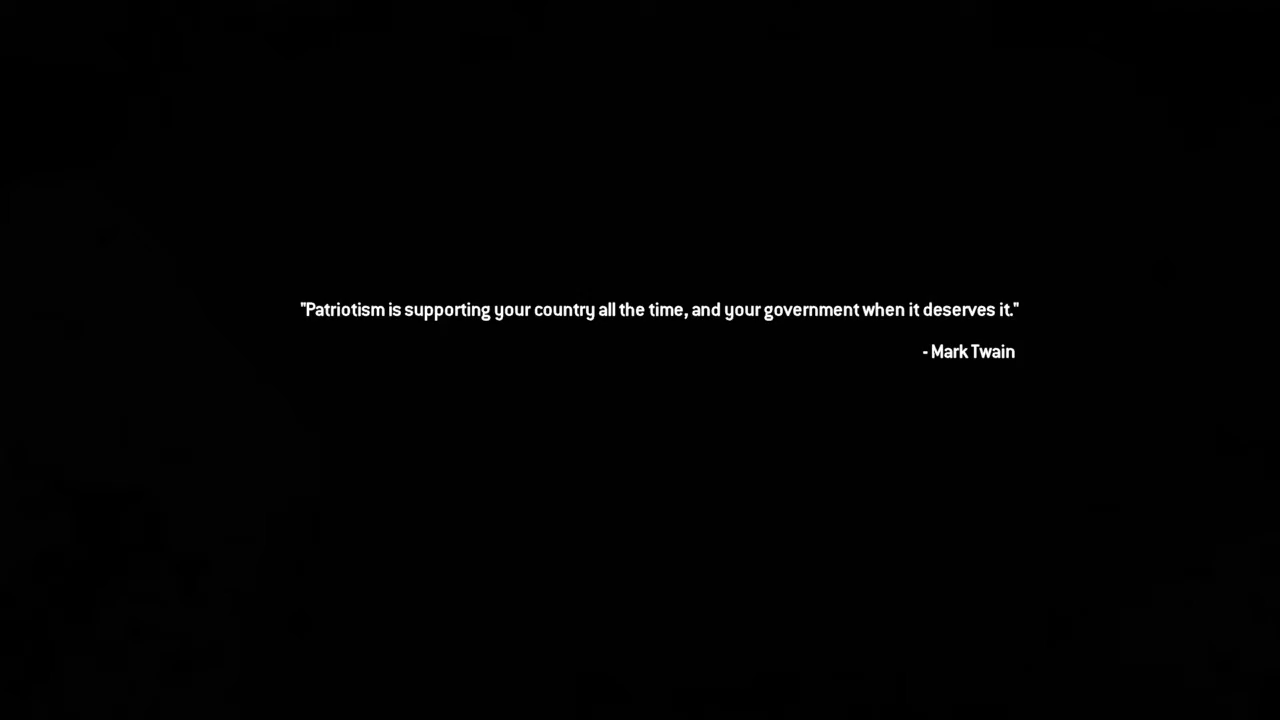 "Patriotism is supporting your country all the time, and your government when it deserves it."
- Mark Twain